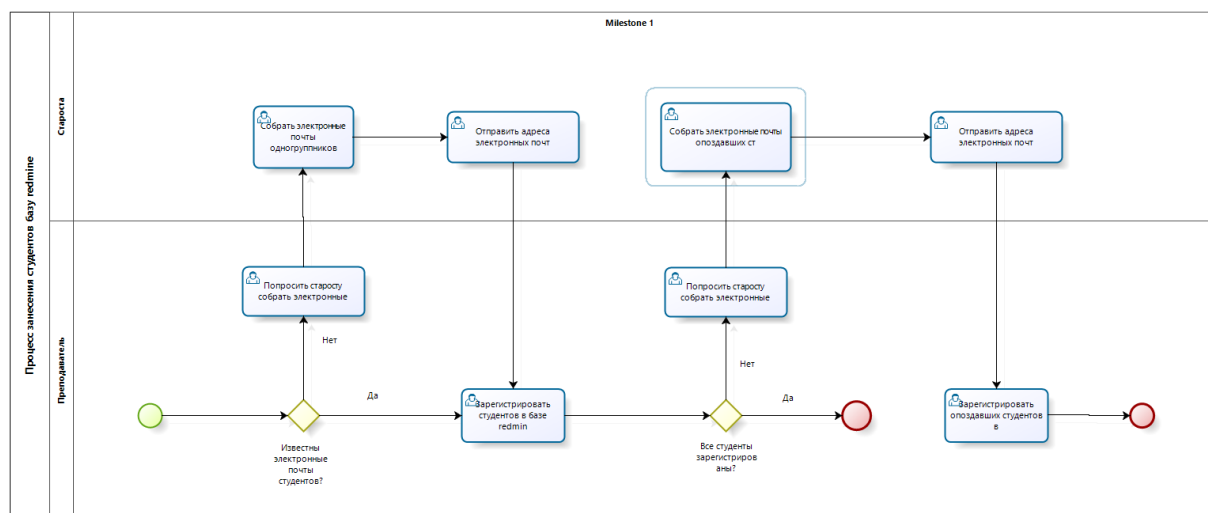 Milestone 1
Процесс занесения студентов базу redmine
Староста
Собрать электронные
почты
одногруппников
Отправить адреса
электронных почт
Собрать электронные почты
опоздавших ст
Отправить адреса
электронных почт
Преподаватель
Попросить старосту
собрать электронные
Попросить старосту
собрать электронные
Нет
Нет
Да
Да
Зарегистрировать
студентов в базе
redmin
Зарегистрировать
опоздавших студентов
в
Известны
электронные
почты
студентов?
Все студенты
зарегистриров
аны?